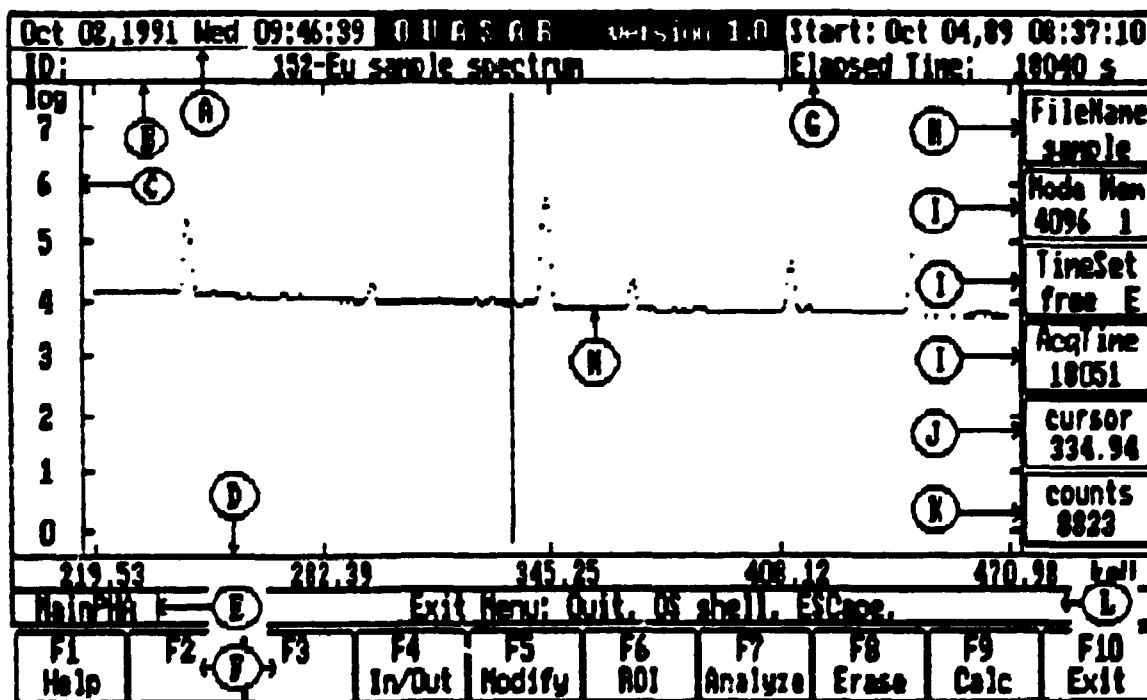 Oct 02,1991 Wed 09:46:39 QUASAR version 1.0 Start: Oct 04,89 08:37:10
ID: 152-Eu sample spectrum Elapsed Time: 18040 s
log
A
B
G
7
FileName
sample
C
6
I
Mode Mem
4096 1
5
I
TimeSet
free E
4
3
I
AcqTime
18051
2
J
cursor
334.94
1
D
K
counts
8823
0
219.53 282.39 345.25 408.12 470.98
MainPHA E Exit Menu: Quit, OS shell, ESCape. L
F1 F2 F3 F4 F5 F6 F7 F8 F9 F10
F
Help In/Out Modify ROI Analyze Erase Calc Exit